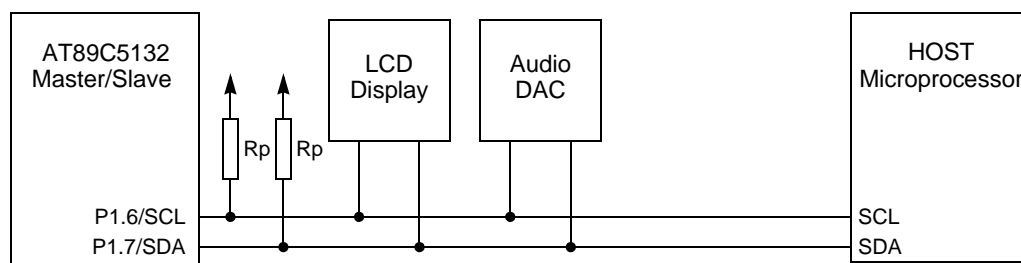 AT89C5132
Master/Slave
LCD
Display
Audio
DAC
HOST
Microprocessor
Rp
Rp
P1.6/SCL
SCL
P1.7/SDA
SDA